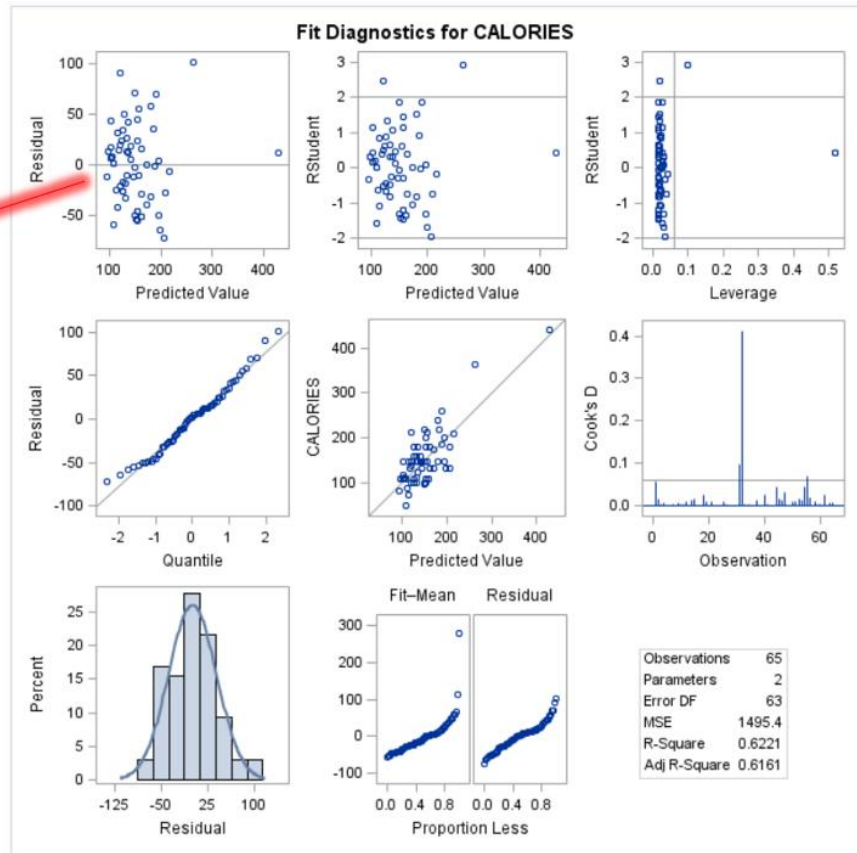 Fit Diagnostics for CALORIES
100
50
0
-50
Residual
100 200 300 400
Predicted Value
3
2
1
0
-1
-2
RStudent
100 200 300 400
Predicted Value
3
2
1
0
-1
-2
RStudent
0.0 0.1 0.2 0.3 0.4 0.5
Leverage
100
50
0
-50
-100
Residual
-2 -1 0 1 2
Quantile
400
300
200
100
CALORIES
100 200 300 400
Predicted Value
0.4
0.3
0.2
0.1
0.0
Cook's D
0 20 40 60
Observation
25
20
15
10
5
0
Percent
-125 -50 25 100
Residual
Fit–Mean Residual
300
200
100
0
-100
0.0 0.4 0.8 0.0 0.4 0.8
Proportion Less
Observations 65
Parameters 2
Error DF 63
MSE 1495.4
R-Square 0.6221
Adj R-Square 0.6161